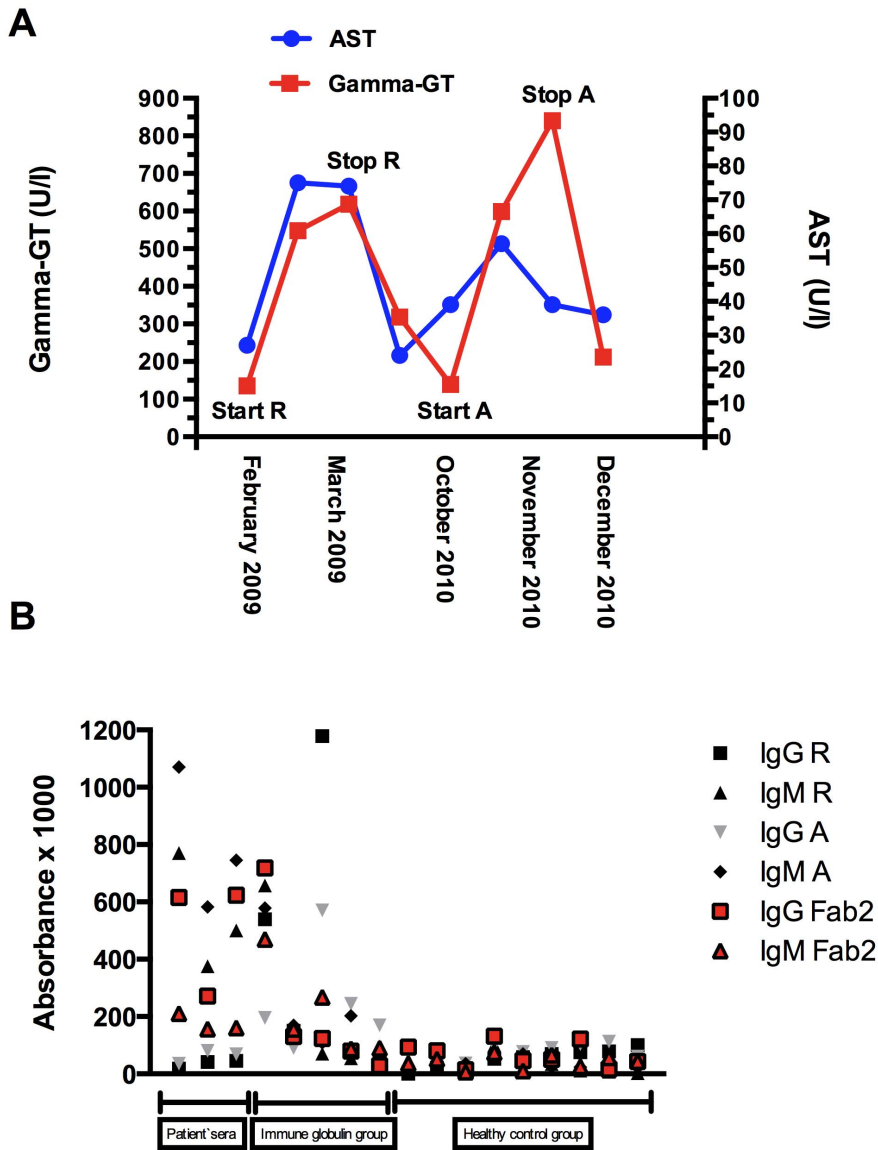 A
AST
Gamma-GT
900
800
700
600
500
400
300
200
100
0
Gamma-GT (U/l)
Stop R
Stop A
Start R
Start A
100
90
80
70
60
50
40
30
20
10
0
AST (U/l)
February 2009
March 2009
October 2010
November 2010
December 2010
B
1200
1000
800
600
400
200
0
Absorbance x 1000
IgG R
IgM R
IgG A
IgM A
IgG Fab2
IgM Fab2
Patient`sera
Immune globulin group
Healthy control group